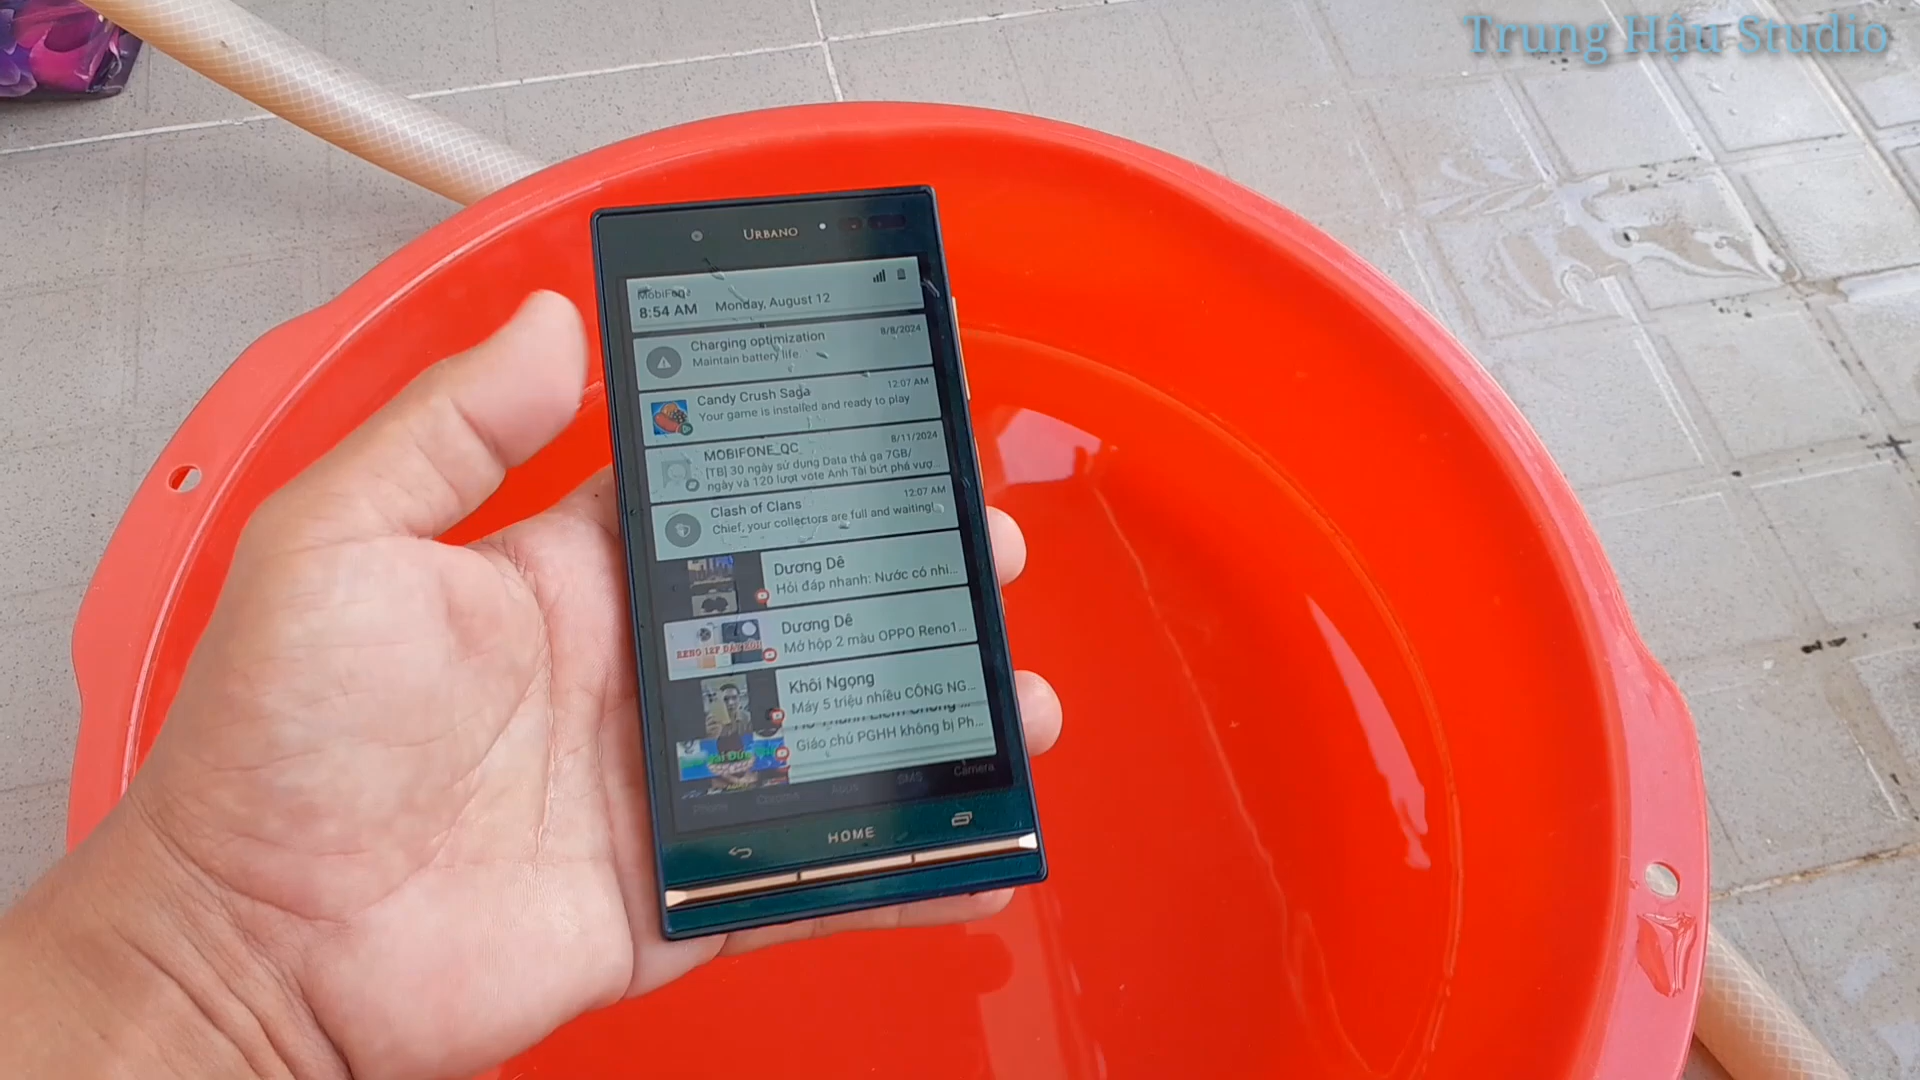 Trung Hậu Studio
URBANO
MobiFone
8:54 AM Monday, August 12
Charging optimization 8/8/2024
Maintain battery life
Candy Crush Saga 12:07 AM
Your game is installed and ready to play
MOBIFONE_QC 8/11/2024
[TB] 30 ngày sử dụng Data thả ga 7GB/
ngày và 120 lượt vote Anh Tài bứt phá vượ...
Clash of Clans 12:07 AM
Chief, your collectors are full and waiting!
Dương Dê
Hỏi đáp nhanh: Nước có nhi...
Dương Dê
Mở hộp 2 màu OPPO Reno1...
RENO 12F
Khôi Ngọng
Máy 5 triệu nhiều CÔNG NG...
Giáo chủ PGHH không bị Ph...
Phone Chrome Apps SMS Camera
HOME